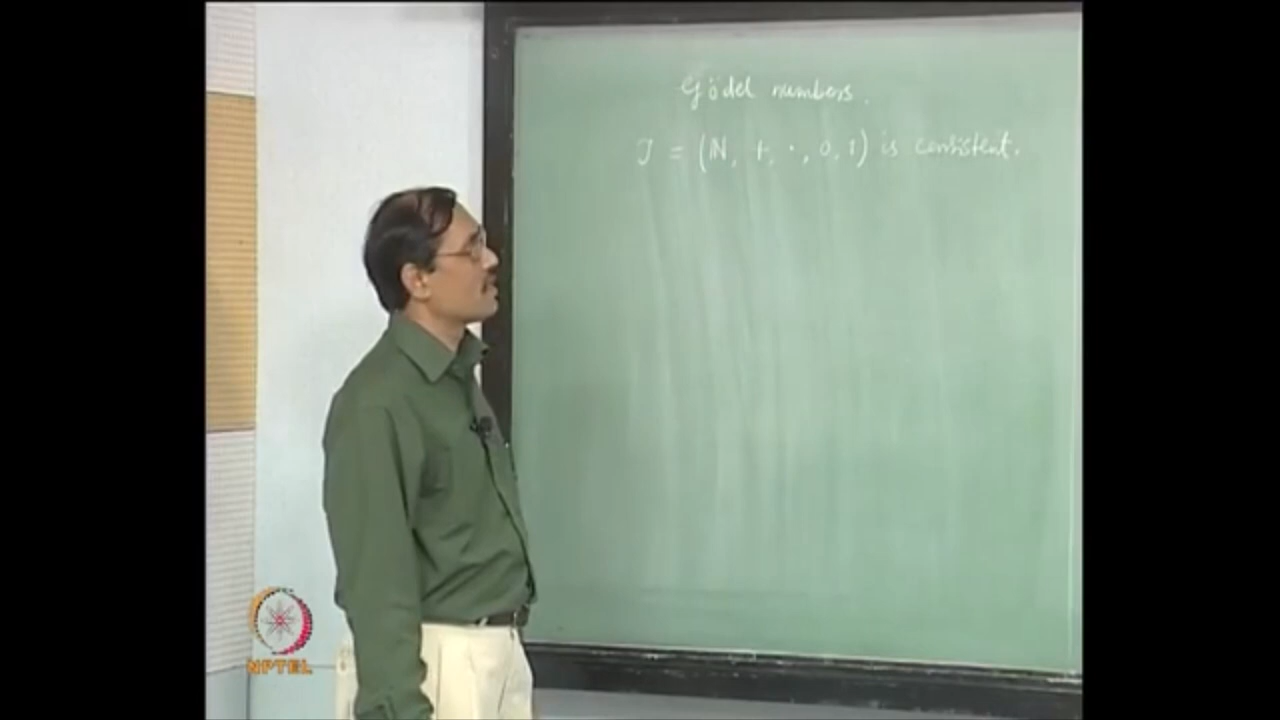 Gödel numbers.
J = (ℕ, +, ·, 0, 1) is consistent.
NPTEL